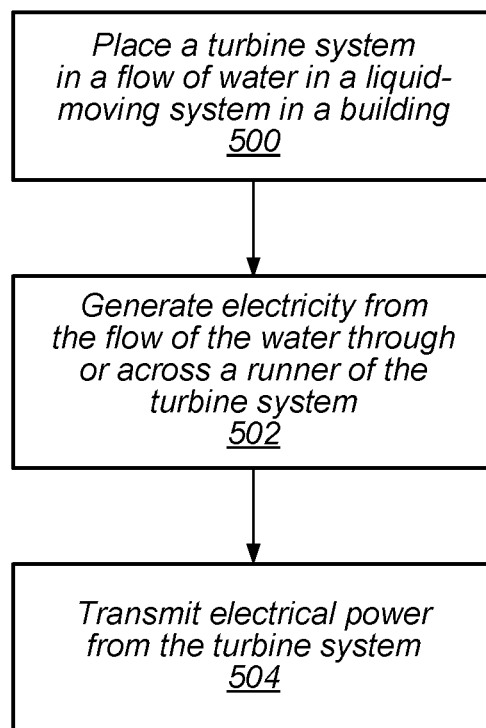 Place a turbine system
in a flow of water in a liquid-
moving system in a building
500
Generate electricity from
the flow of the water through
or across a runner of the
turbine system
502
Transmit electrical power
from the turbine system
504